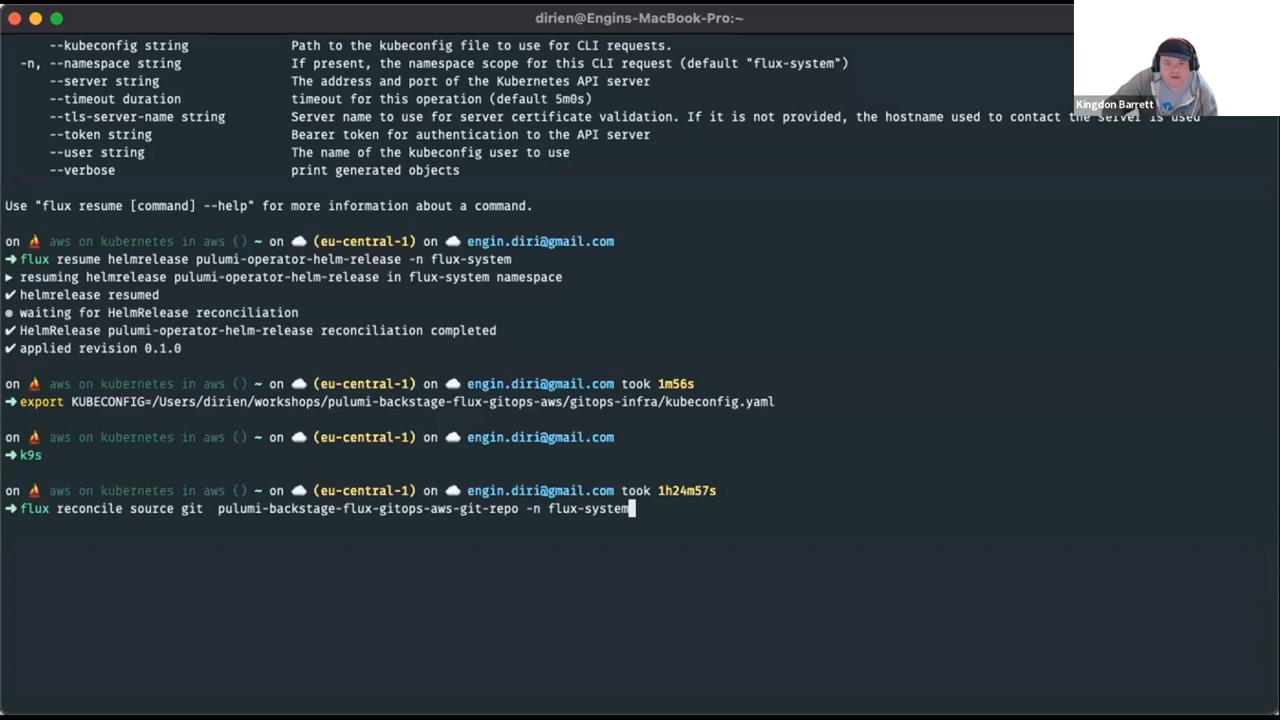 dirien@Engins-MacBook-Pro:~
Kingdon Barrett
--kubeconfig string Path to the kubeconfig file to use for CLI requests.
-n, --namespace string If present, the namespace scope for this CLI request (default "flux-system")
--server string The address and port of the Kubernetes API server
--timeout duration timeout for this operation (default 5m0s)
--tls-server-name string Server name to use for server certificate validation. If it is not provided, the hostname used to contact the server is used
--token string Bearer token for authentication to the API server
--user string The name of the kubeconfig user to use
--verbose print generated objects
Use "flux resume [command] --help" for more information about a command.
on ⛵ aws on kubernetes in aws () ~ on ☁️ (eu-central-1) on ☁️ engin.diri@gmail.com
➜ flux resume helmrelease pulumi-operator-helm-release -n flux-system
► resuming helmrelease pulumi-operator-helm-release in flux-system namespace
✔ helmrelease resumed
◎ waiting for HelmRelease reconciliation
✔ HelmRelease pulumi-operator-helm-release reconciliation completed
✔ applied revision 0.1.0
on ⛵ aws on kubernetes in aws () ~ on ☁️ (eu-central-1) on ☁️ engin.diri@gmail.com took 1m56s
➜ export KUBECONFIG=/Users/dirien/workshops/pulumi-backstage-flux-gitops-aws/gitops-infra/kubeconfig.yaml
on ⛵ aws on kubernetes in aws () ~ on ☁️ (eu-central-1) on ☁️ engin.diri@gmail.com
➜ k9s
on ⛵ aws on kubernetes in aws () ~ on ☁️ (eu-central-1) on ☁️ engin.diri@gmail.com took 1h24m57s
➜ flux reconcile source git  pulumi-backstage-flux-gitops-aws-git-repo -n flux-system